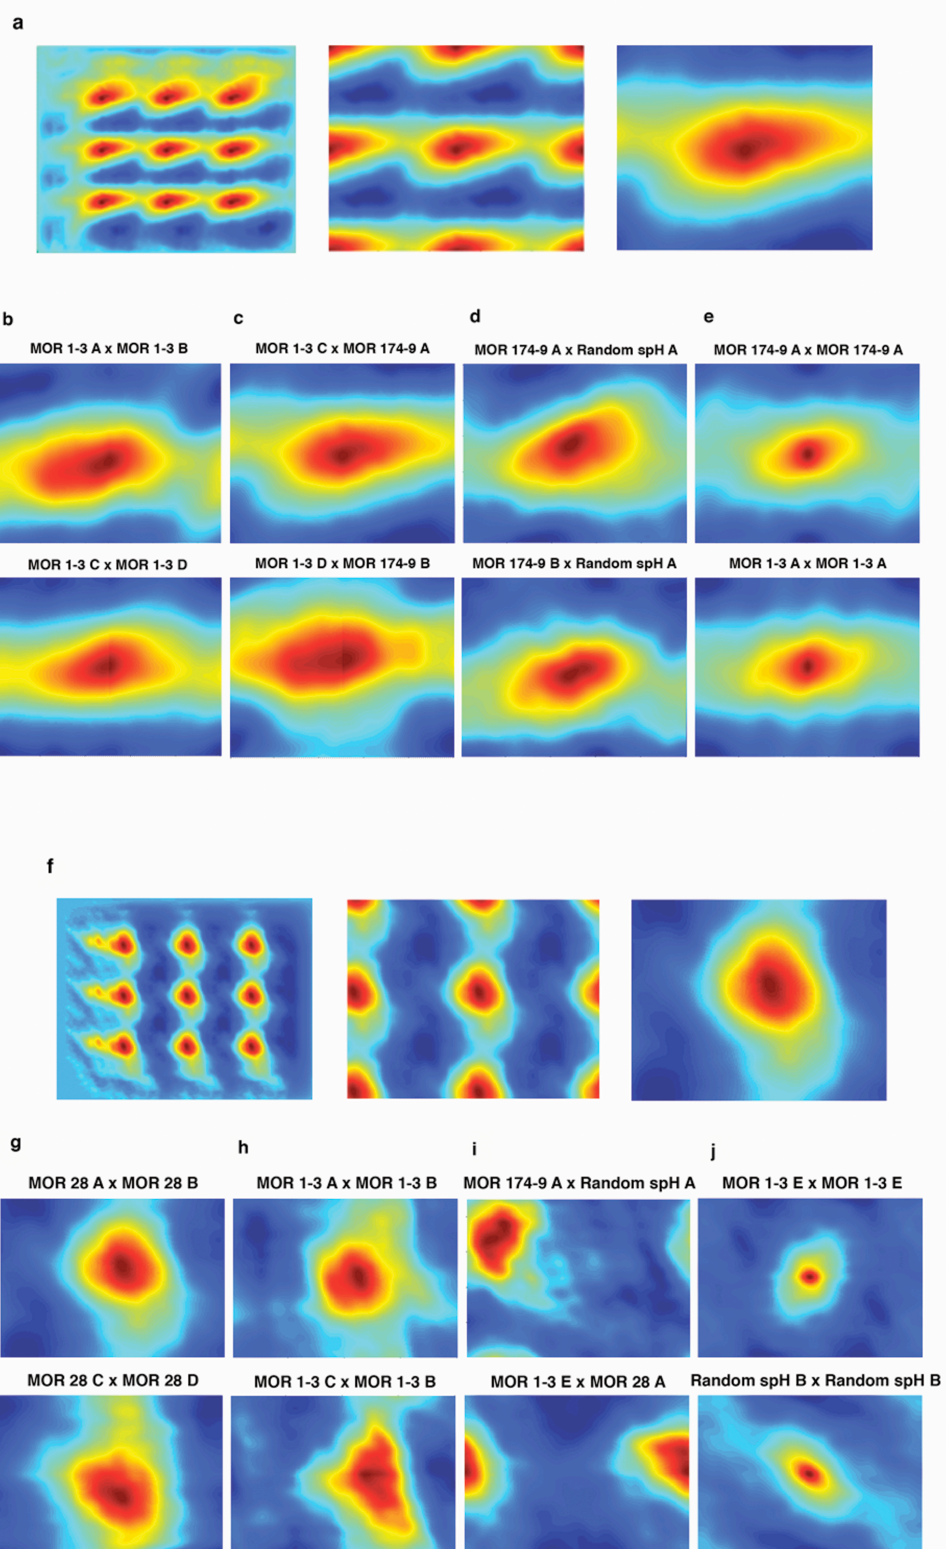 a
b
c
d
e
MOR 1-3 A x MOR 1-3 B
MOR 1-3 C x MOR 174-9 A
MOR 174-9 A x Random spH A
MOR 174-9 A x MOR 174-9 A
MOR 1-3 C x MOR 1-3 D
MOR 1-3 D x MOR 174-9 B
MOR 174-9 B x Random spH A
MOR 1-3 A x MOR 1-3 A
f
g
h
i
j
MOR 28 A x MOR 28 B
MOR 1-3 A x MOR 1-3 B
MOR 174-9 A x Random spH A
MOR 1-3 E x MOR 1-3 E
MOR 28 C x MOR 28 D
MOR 1-3 C x MOR 1-3 B
MOR 1-3 E x MOR 28 A
Random spH B x Random spH B